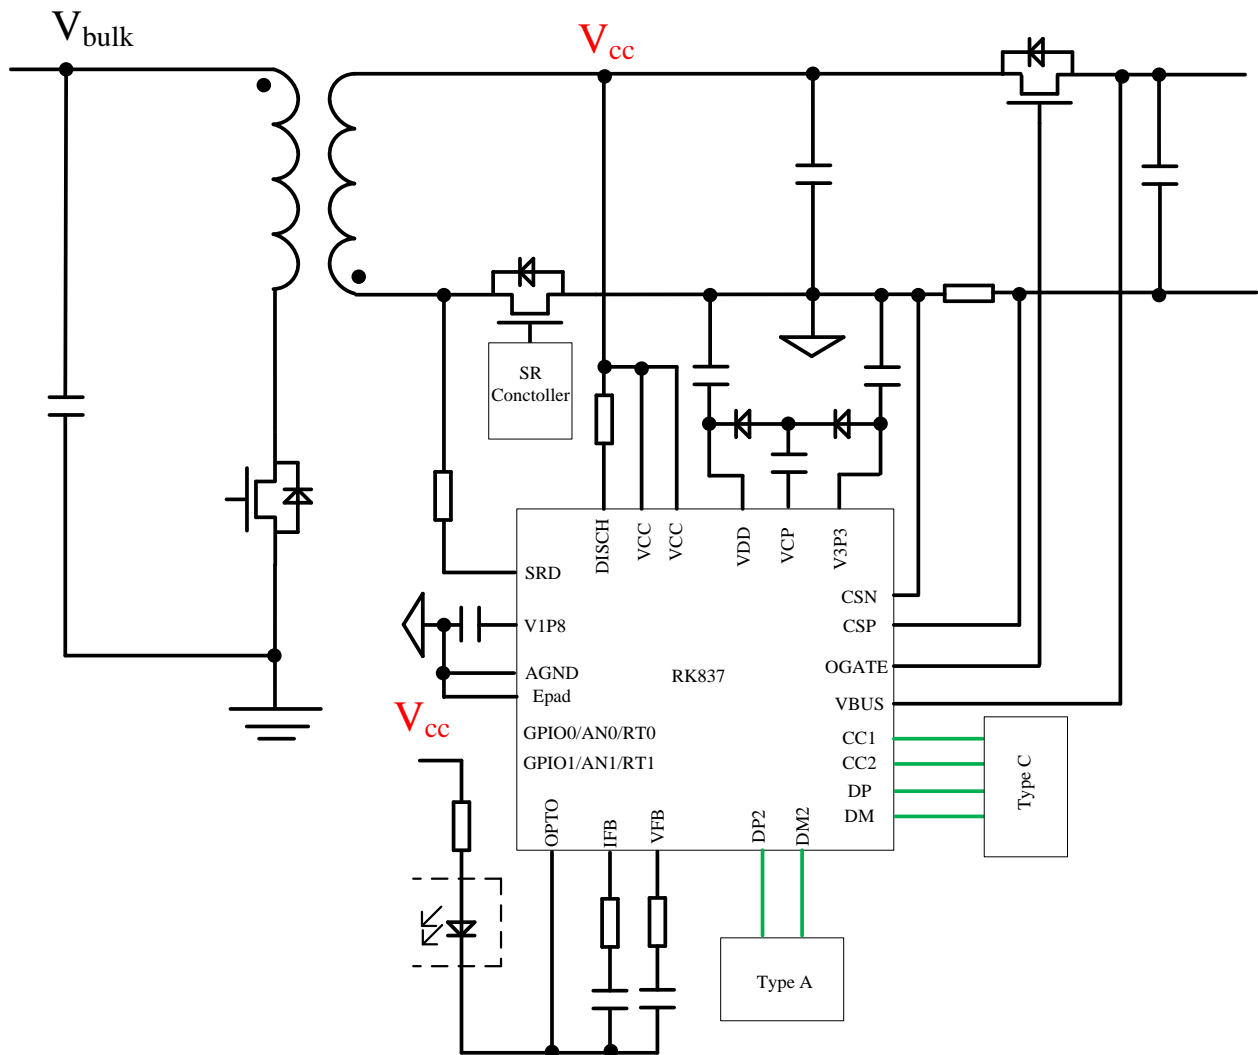 Vbulk
Vcc
SR
Conctoller
DISCH
VCC
VCC
VDD
VCP
V3P3
SRD
CSN
V1P8
CSP
AGND
RK837
OGATE
Epad
VBUS
Vcc
GPIO0/AN0/RT0
CC1
GPIO1/AN1/RT1
CC2
DP
DM
Type C
OPTO
IFB
VFB
DP2
DM2
Type A